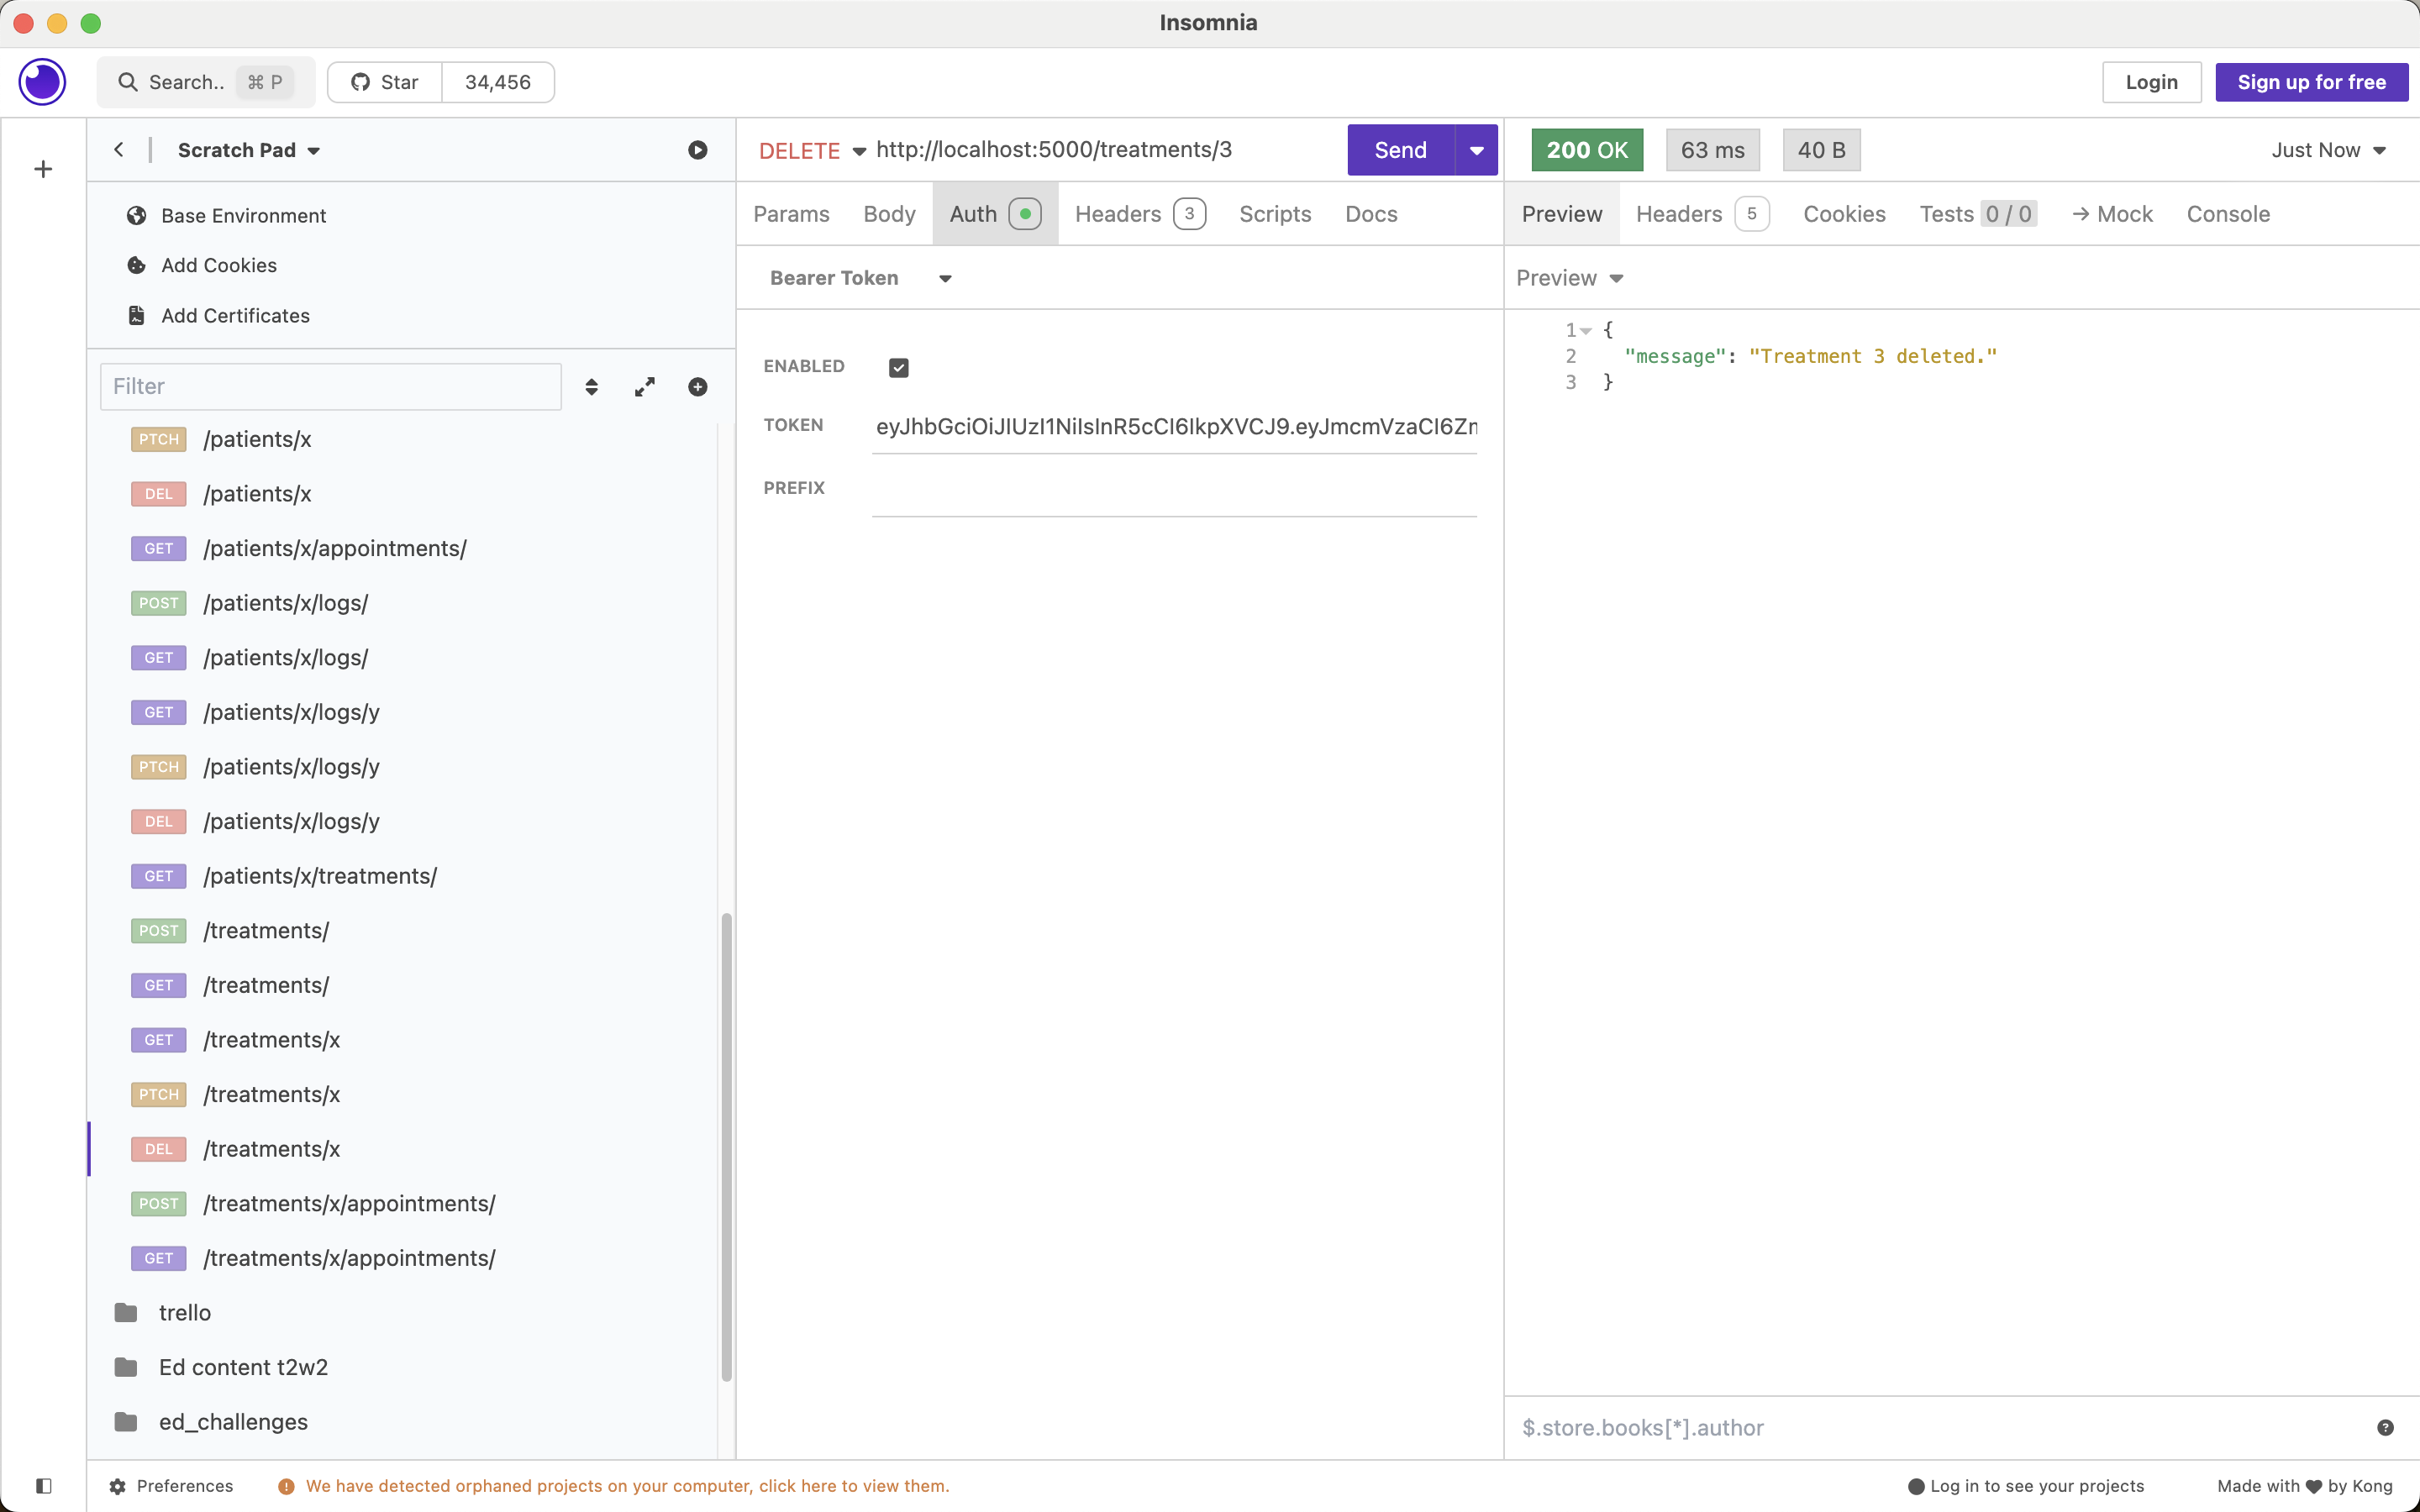 Insomnia
Search.. ⌘ P
Star 34,456
Login
Sign up for free
Scratch Pad
Base Environment
Add Cookies
Add Certificates
Filter
PTCH /patients/x
DEL /patients/x
GET /patients/x/appointments/
POST /patients/x/logs/
GET /patients/x/logs/
GET /patients/x/logs/y
PTCH /patients/x/logs/y
DEL /patients/x/logs/y
GET /patients/x/treatments/
POST /treatments/
GET /treatments/
GET /treatments/x
PTCH /treatments/x
DEL /treatments/x
POST /treatments/x/appointments/
GET /treatments/x/appointments/
trello
Ed content t2w2
ed_challenges
DELETE http://localhost:5000/treatments/3 Send
Params Body Auth Headers 3 Scripts Docs
Bearer Token
ENABLED
TOKEN eyJhbGciOiJIUzI1NiIsInR5cCI6IkpXVCJ9.eyJmcmVzaCI6Zm
PREFIX
200 OK 63 ms 40 B Just Now
Preview Headers 5 Cookies Tests 0 / 0 → Mock Console
Preview
1 {
2 "message": "Treatment 3 deleted."
3 }
$.store.books[*].author
Preferences
We have detected orphaned projects on your computer, click here to view them.
Log in to see your projects
Made with ♥ by Kong